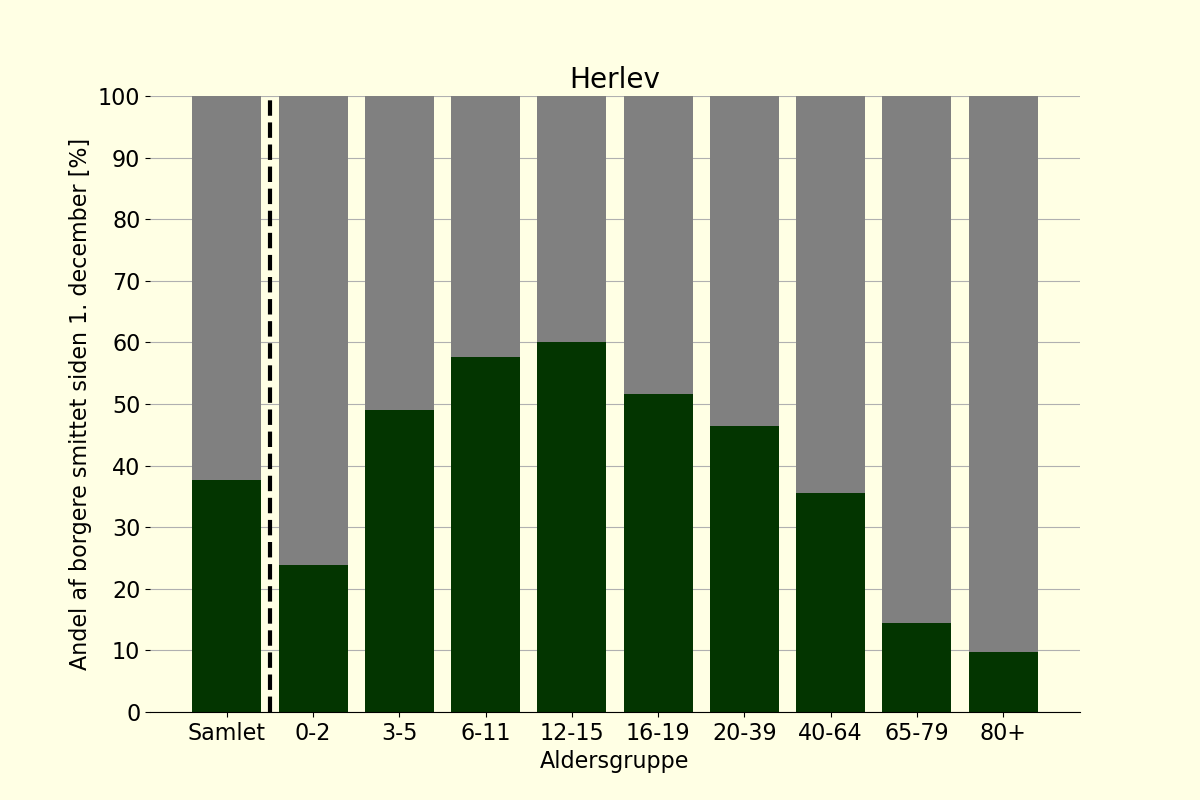 Herlev
Andel af borgere smittet siden 1. december [%]
100
90
80
70
60
50
40
30
20
10
0
Samlet 0-2 3-5 6-11 12-15 16-19 20-39 40-64 65-79 80+
Aldersgruppe